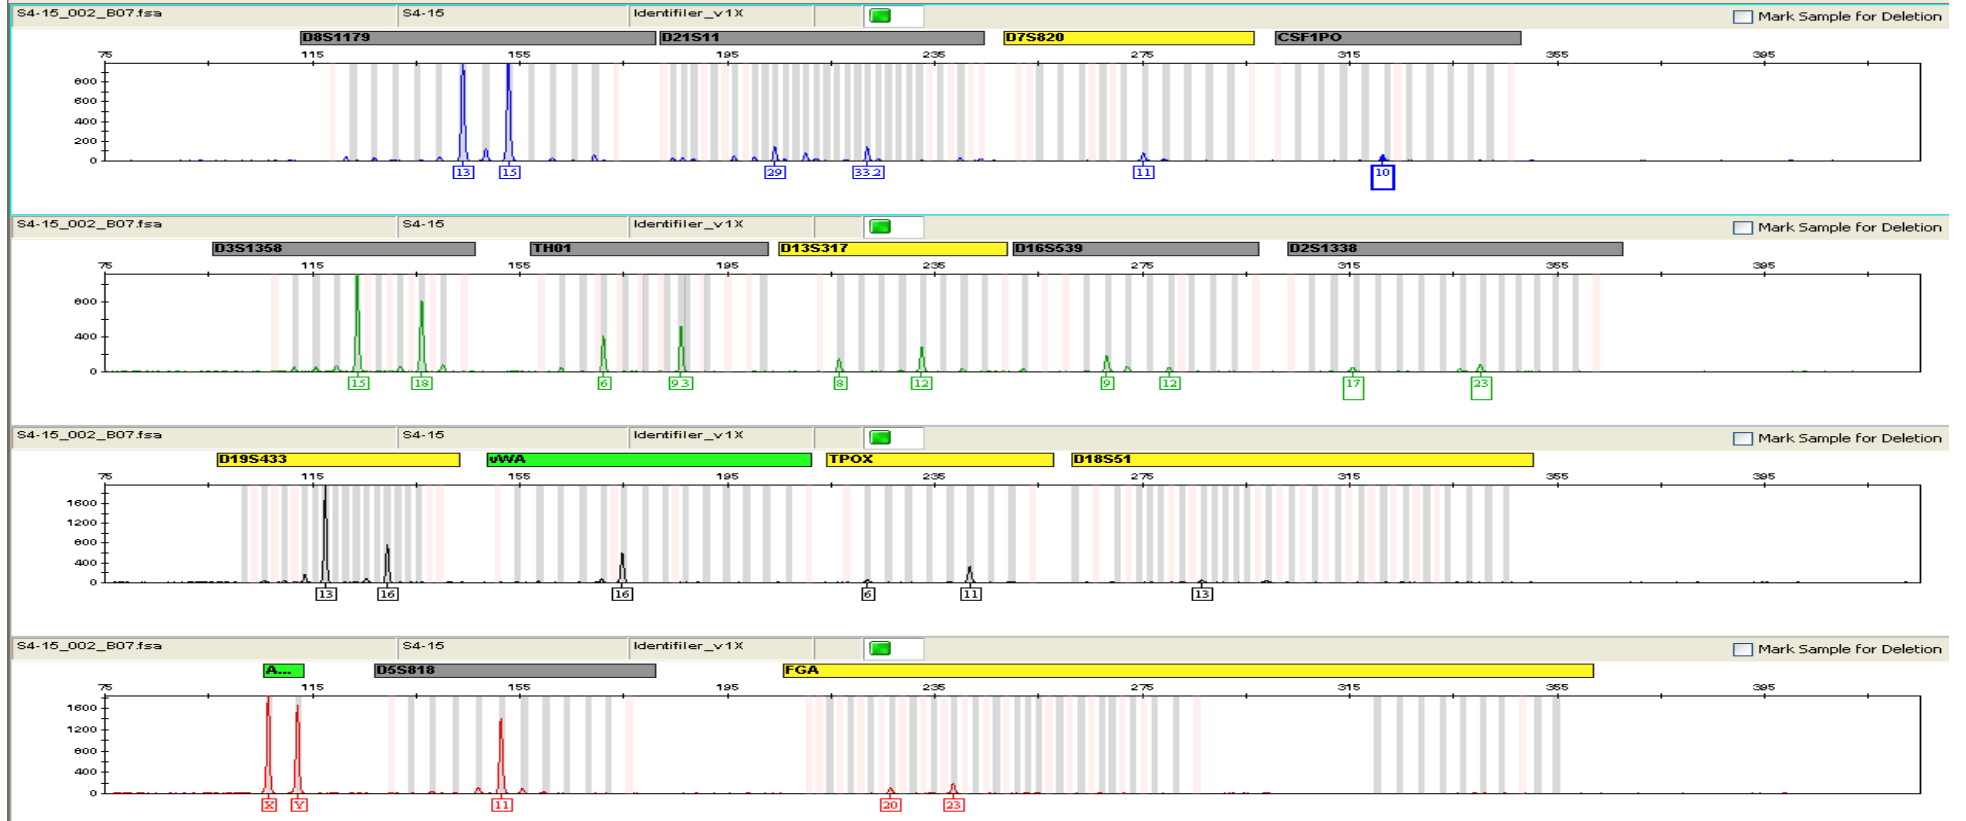 S4-15_002_B07.fsa S4-15 Identifiler_v1X Mark Sample for Deletion
D8S1179 D21S11 D7S820 CSF1PO
75 115 155 195 235 275 315 355 395
600
600
400
200
0
13 15 29 33.2 11 10
S4-15_002_B07.fsa S4-15 Identifiler_v1X Mark Sample for Deletion
D3S1358 TH01 D13S317 D16S539 D2S1338
75 115 155 195 235 275 315 355 395
600
400
0
15 18 6 9.3 8 12 9 12 17 23
S4-15_002_B07.fsa S4-15 Identifiler_v1X Mark Sample for Deletion
D19S433 vWA TPOX D18S51
75 115 155 195 235 275 315 355 395
1600
1200
600
400
0
13 16 16 6 11 13
S4-15_002_B07.fsa S4-15 Identifiler_v1X Mark Sample for Deletion
A... D5S818 FGA
75 115 155 195 235 275 315 355 395
1600
1200
600
400
0
X Y 11 20 23